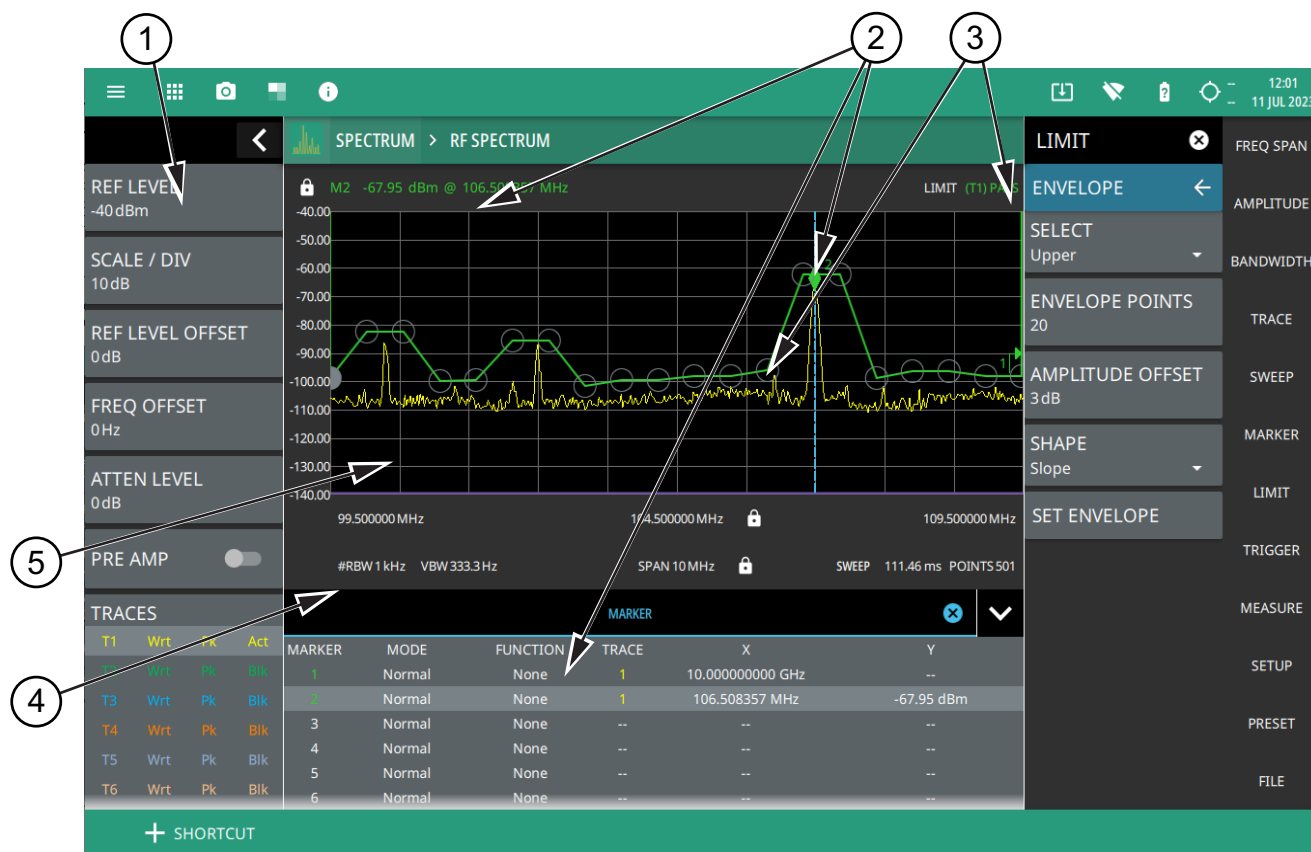 1
2
3
12:01
11 JUL 2023
SPECTRUM > RF SPECTRUM
LIMIT
FREQ SPAN
REF LEVEL
-40 dBm
M2 -67.95 dBm @ 106.508357 MHz
LIMIT (T1) PASS
ENVELOPE
AMPLITUDE
-40.00
-50.00
-60.00
-70.00
-80.00
-90.00
-100.00
-110.00
-120.00
-130.00
-140.00
2
1
SCALE / DIV
10 dB
SELECT
Upper
BANDWIDTH
REF LEVEL OFFSET
0 dB
ENVELOPE POINTS
20
TRACE
FREQ OFFSET
0 Hz
AMPLITUDE OFFSET
3 dB
SWEEP
ATTEN LEVEL
0 dB
SHAPE
Slope
MARKER
LIMIT
99.500000 MHz
104.500000 MHz
109.500000 MHz
SET ENVELOPE
5
PRE AMP
#RBW 1 kHz VBW 333.3 Hz
SPAN 10 MHz
SWEEP 111.46 ms POINTS 501
TRIGGER
TRACES
MARKER
MEASURE
T1 Wrt Pk Act
T2 Wrt Pk Blk
T3 Wrt Pk Blk
T4 Wrt Pk Blk
T5 Wrt Pk Blk
T6 Wrt Pk Blk
MARKER MODE FUNCTION TRACE X Y
1 Normal None 1 10.000000000 GHz --
2 Normal None 1 106.508357 MHz -67.95 dBm
3 Normal None -- -- --
4 Normal None -- -- --
5 Normal None -- -- --
6 Normal None -- -- --
SETUP
PRESET
FILE
4
+ SHORTCUT